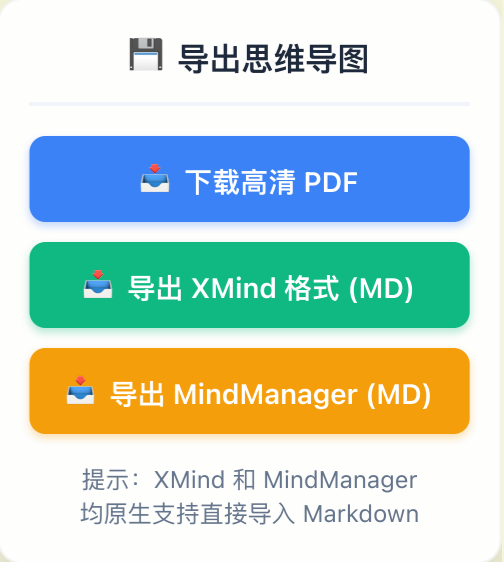 导出思维导图
下载高清 PDF
导出 XMind 格式 (MD)
导出 MindManager (MD)
提示：XMind 和 MindManager
均原生支持直接导入 Markdown